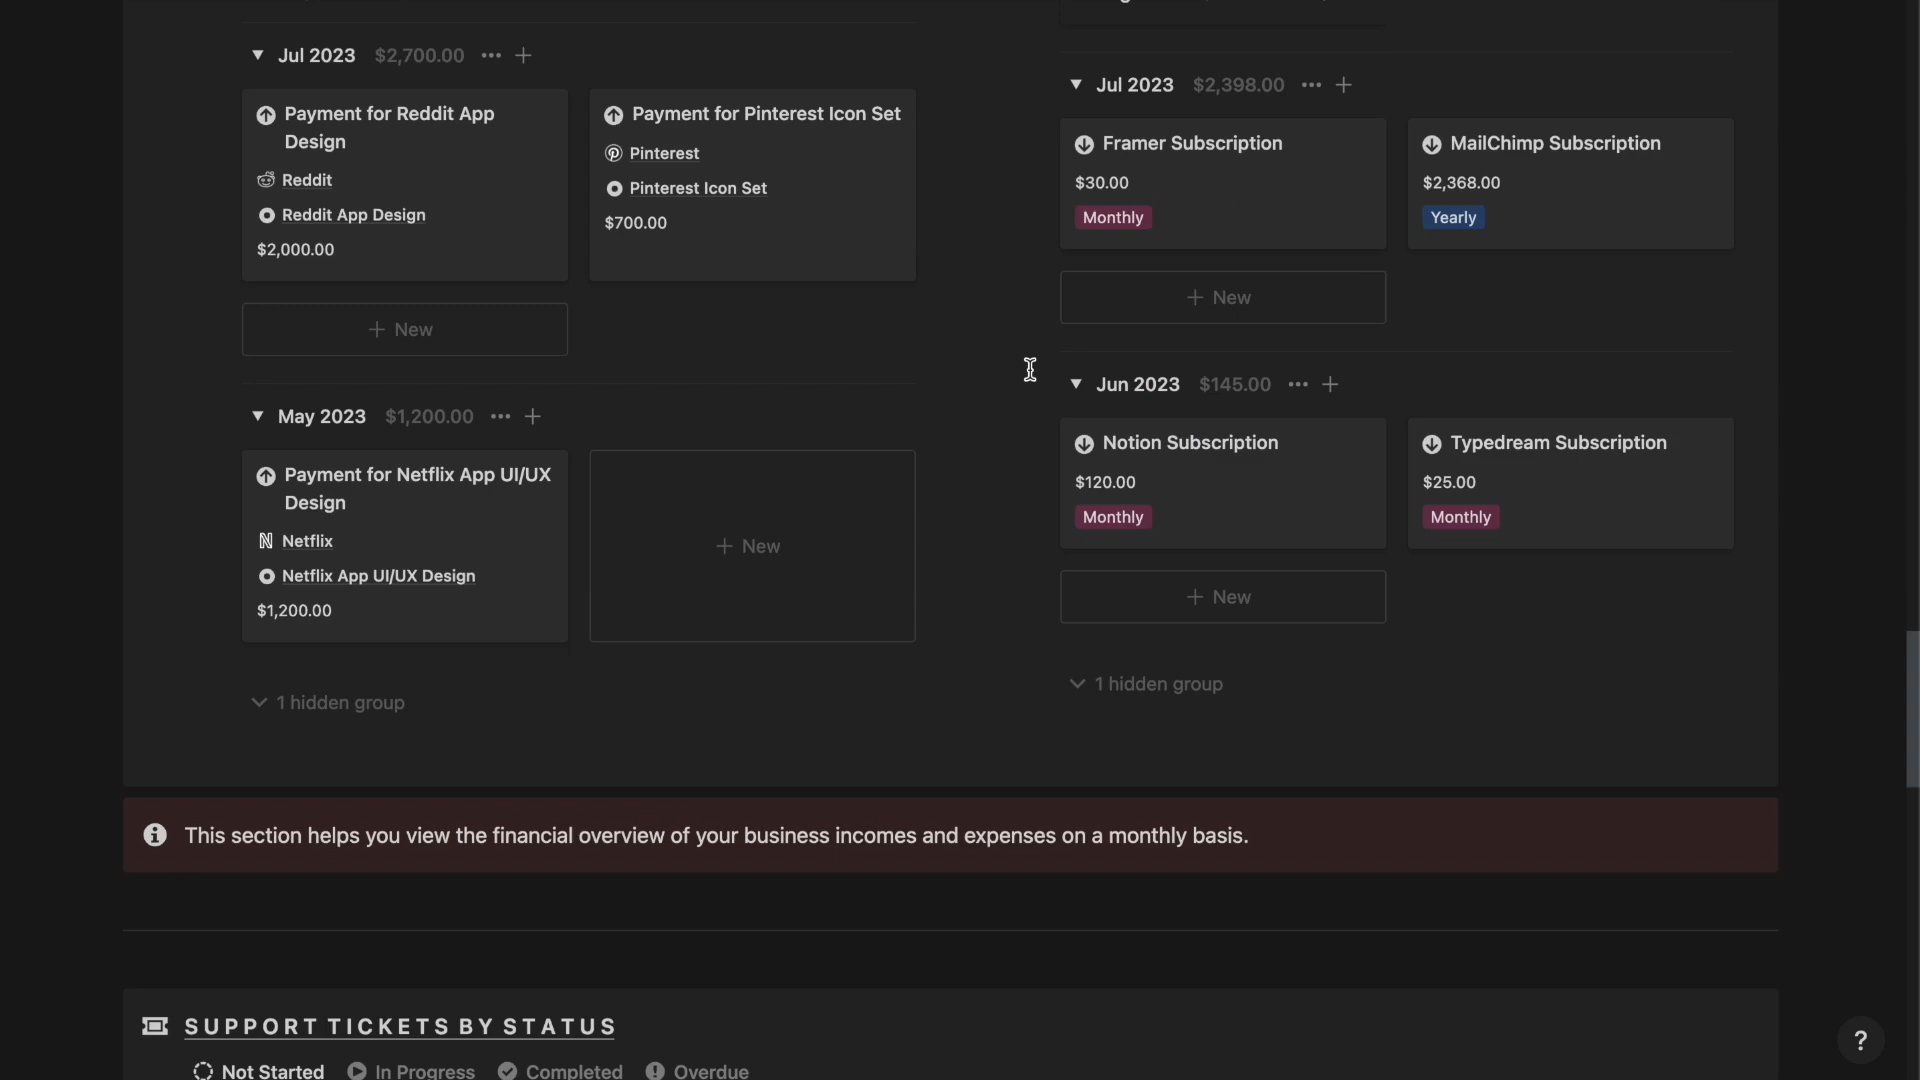 Jul 2023 $2,700.00
Payment for Reddit App
Design
Reddit
Reddit App Design
$2,000.00
Payment for Pinterest Icon Set
Pinterest
Pinterest Icon Set
$700.00
+ New
May 2023 $1,200.00
Payment for Netflix App UI/UX
Design
Netflix
Netflix App UI/UX Design
$1,200.00
+ New
1 hidden group
Jul 2023 $2,398.00
Framer Subscription
$30.00
Monthly
MailChimp Subscription
$2,368.00
Yearly
+ New
Jun 2023 $145.00
Notion Subscription
$120.00
Monthly
Typedream Subscription
$25.00
Monthly
+ New
1 hidden group
This section helps you view the financial overview of your business incomes and expenses on a monthly basis.
SUPPORT TICKETS BY STATUS
Not Started In Progress Completed Overdue
?